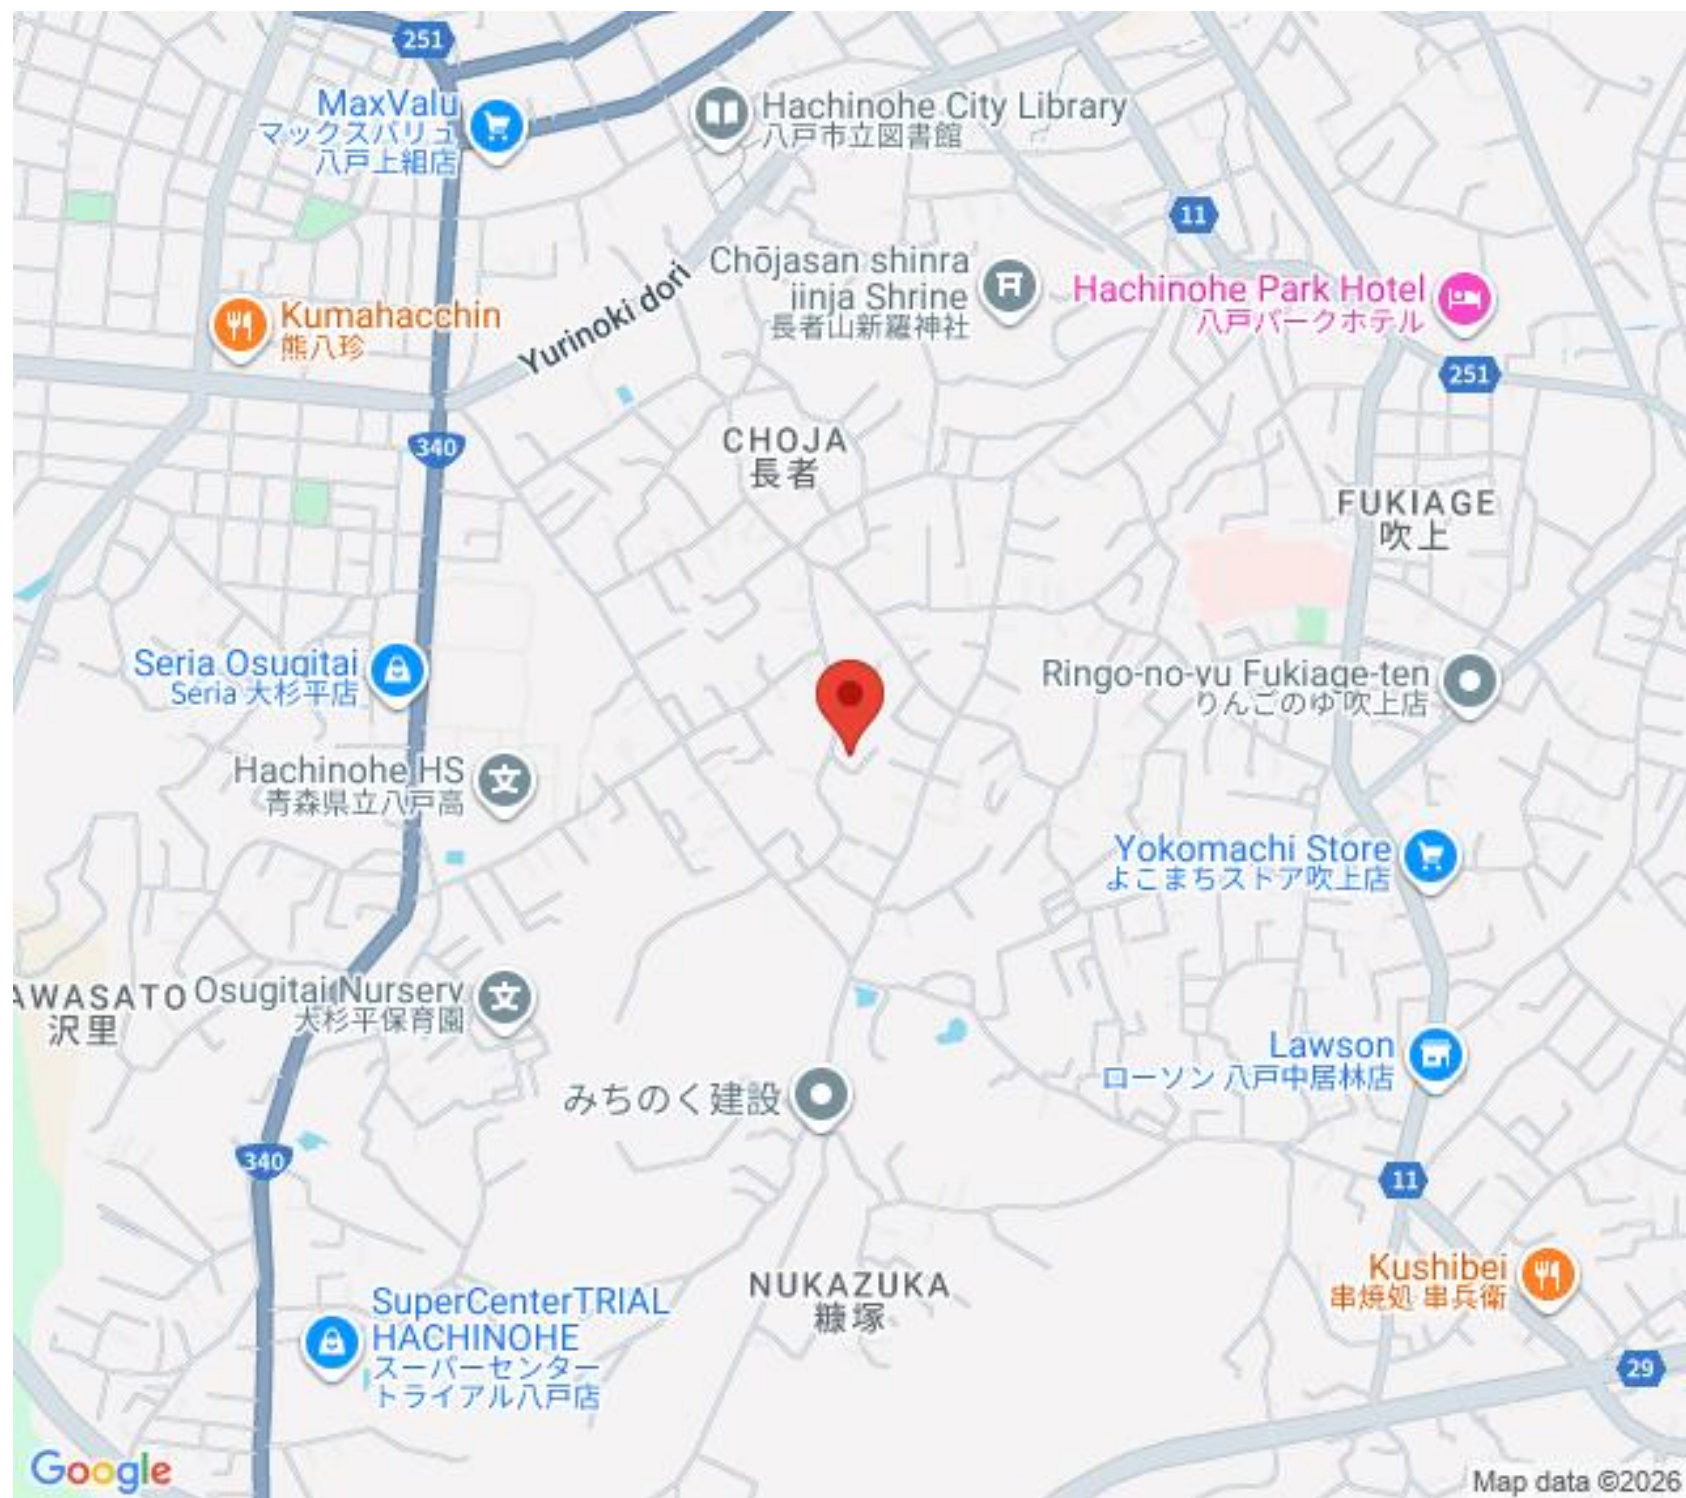 251
MaxValu
マックスバリュ
八戸上組店
Hachinohe City Library
八戸市立図書館
11
Chōjasan shinra
jinja Shrine
長者山新羅神社
Hachinohe Park Hotel
八戸パークホテル
Yurinoki dori
Kumahacchin
熊八珍
251
340
CHOJA
長者
FUKIAGE
吹上
Seria Osugitai
Seria 大杉平店
Ringo-no-yu Fukiage-ten
りんごのゆ 吹上店
Hachinohe HS
青森県立八戸高
Yokomachi Store
よこまちストア吹上店
AWASATO
沢里
Osugitai Nursery
大杉平保育園
Lawson
ローソン 八戸中居林店
みちのく建設
340
11
Kushibei
串焼処 串兵衛
NUKAZUKA
糠塚
SuperCenterTRIAL
HACHINOHE
スーパーセンター
トライアル八戸店
29
Google
Map data ©2026